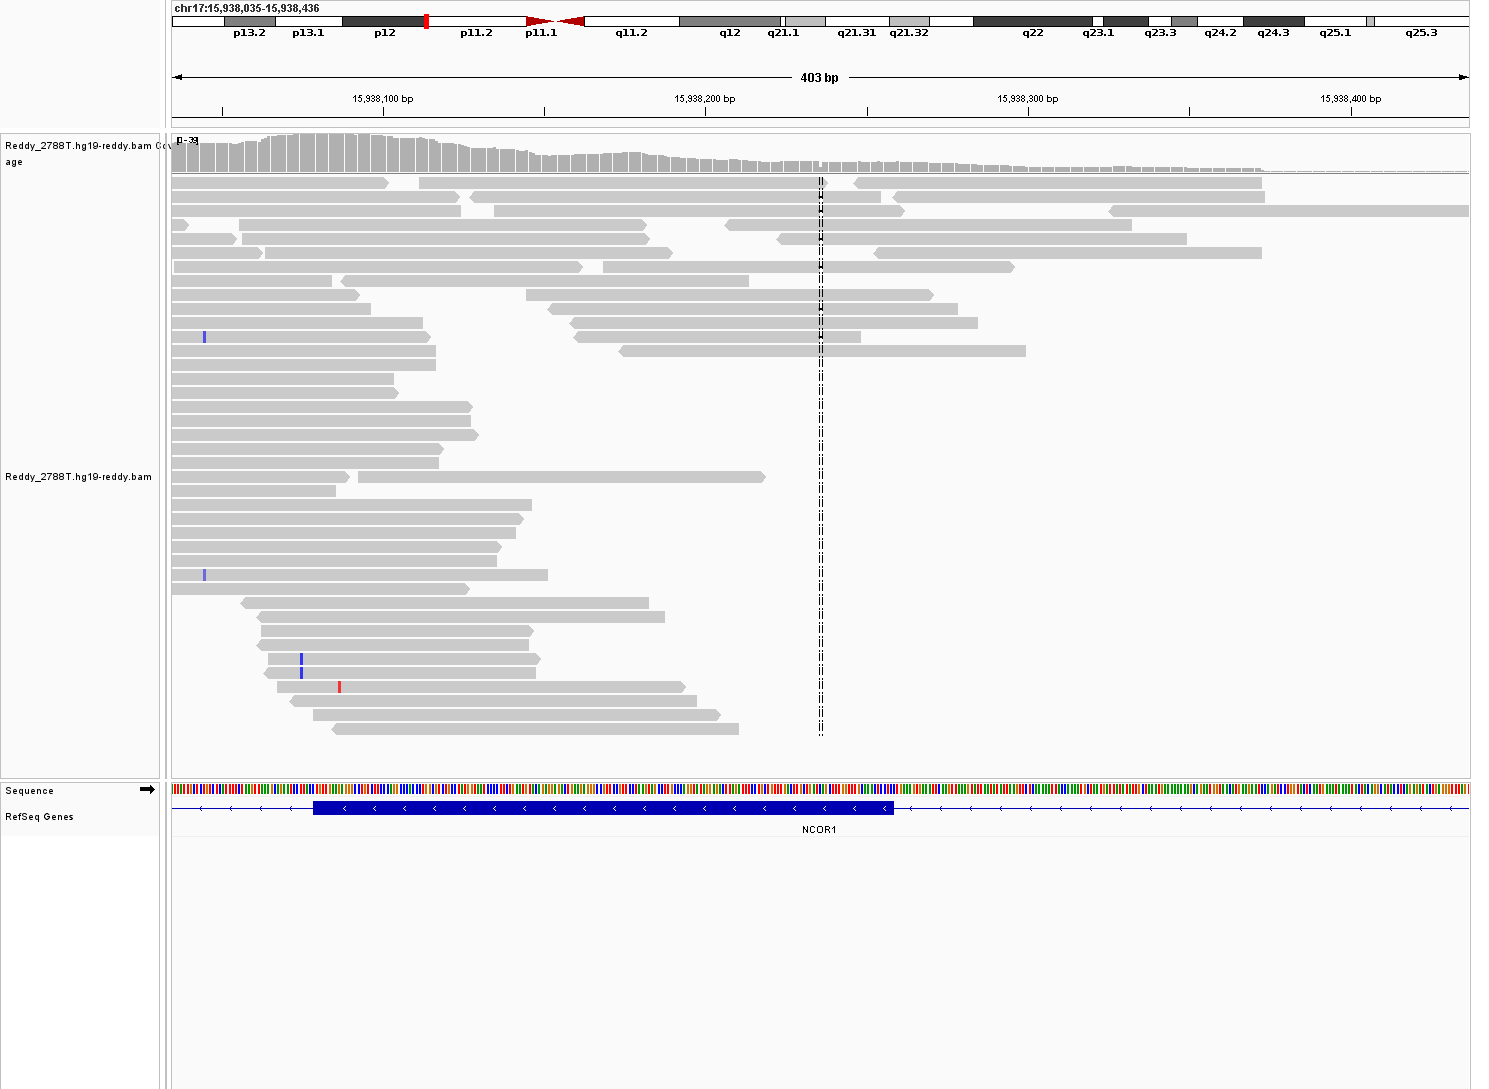 chr17:15,938,035-15,938,436
p13.2 p13.1 p12 p11.2 p11.1 q11.2 q12 q21.1 q21.31 q21.32 q22 q23.1 q23.3 q24.2 q24.3 q25.1 q25.3
403 bp
15,938,100 bp 15,938,200 bp 15,938,300 bp 15,938,400 bp
[0-39]
Reddy_2788T.hg19-reddy.bam Cov
age
Reddy_2788T.hg19-reddy.bam
Sequence
RefSeq Genes
NCOR1